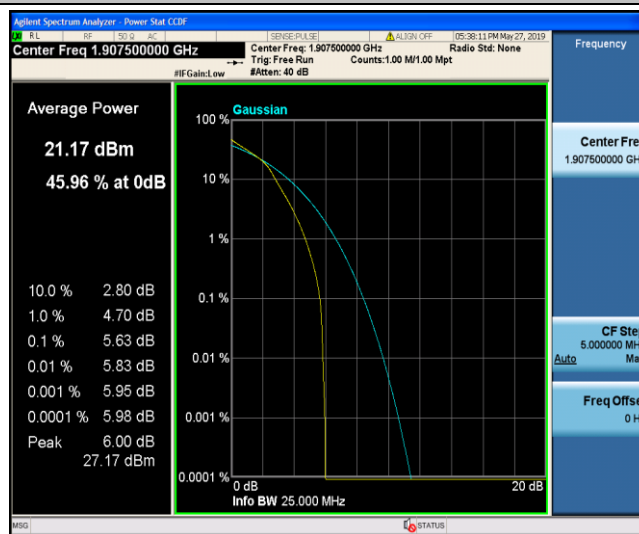 Agilent Spectrum Analyzer - Power Stat CCDF
RL RF 50 Ω AC SENSE:PULSE ALIGN OFF 05:38:11 PM May 27, 2019
Center Freq 1.907500000 GHz
Center Freq: 1.907500000 GHz Radio Std: None
Trig: Free Run Counts:1.00 M/1.00 Mpt
#IFGain:Low #Atten: 40 dB
Frequency
Average Power
21.17 dBm
45.96 % at 0dB
10.0 % 2.80 dB
1.0 % 4.70 dB
0.1 % 5.63 dB
0.01 % 5.83 dB
0.001 % 5.95 dB
0.0001 % 5.98 dB
Peak 6.00 dB
27.17 dBm
Gaussian
100 %
10 %
1 %
0.1 %
0.01 %
0.001 %
0.0001 %
0 dB 20 dB
Info BW 25.000 MHz
Center Fre
1.907500000 GH
CF Ste
5.000000 MH
Auto Ma
Freq Offse
0 H
MSG STATUS